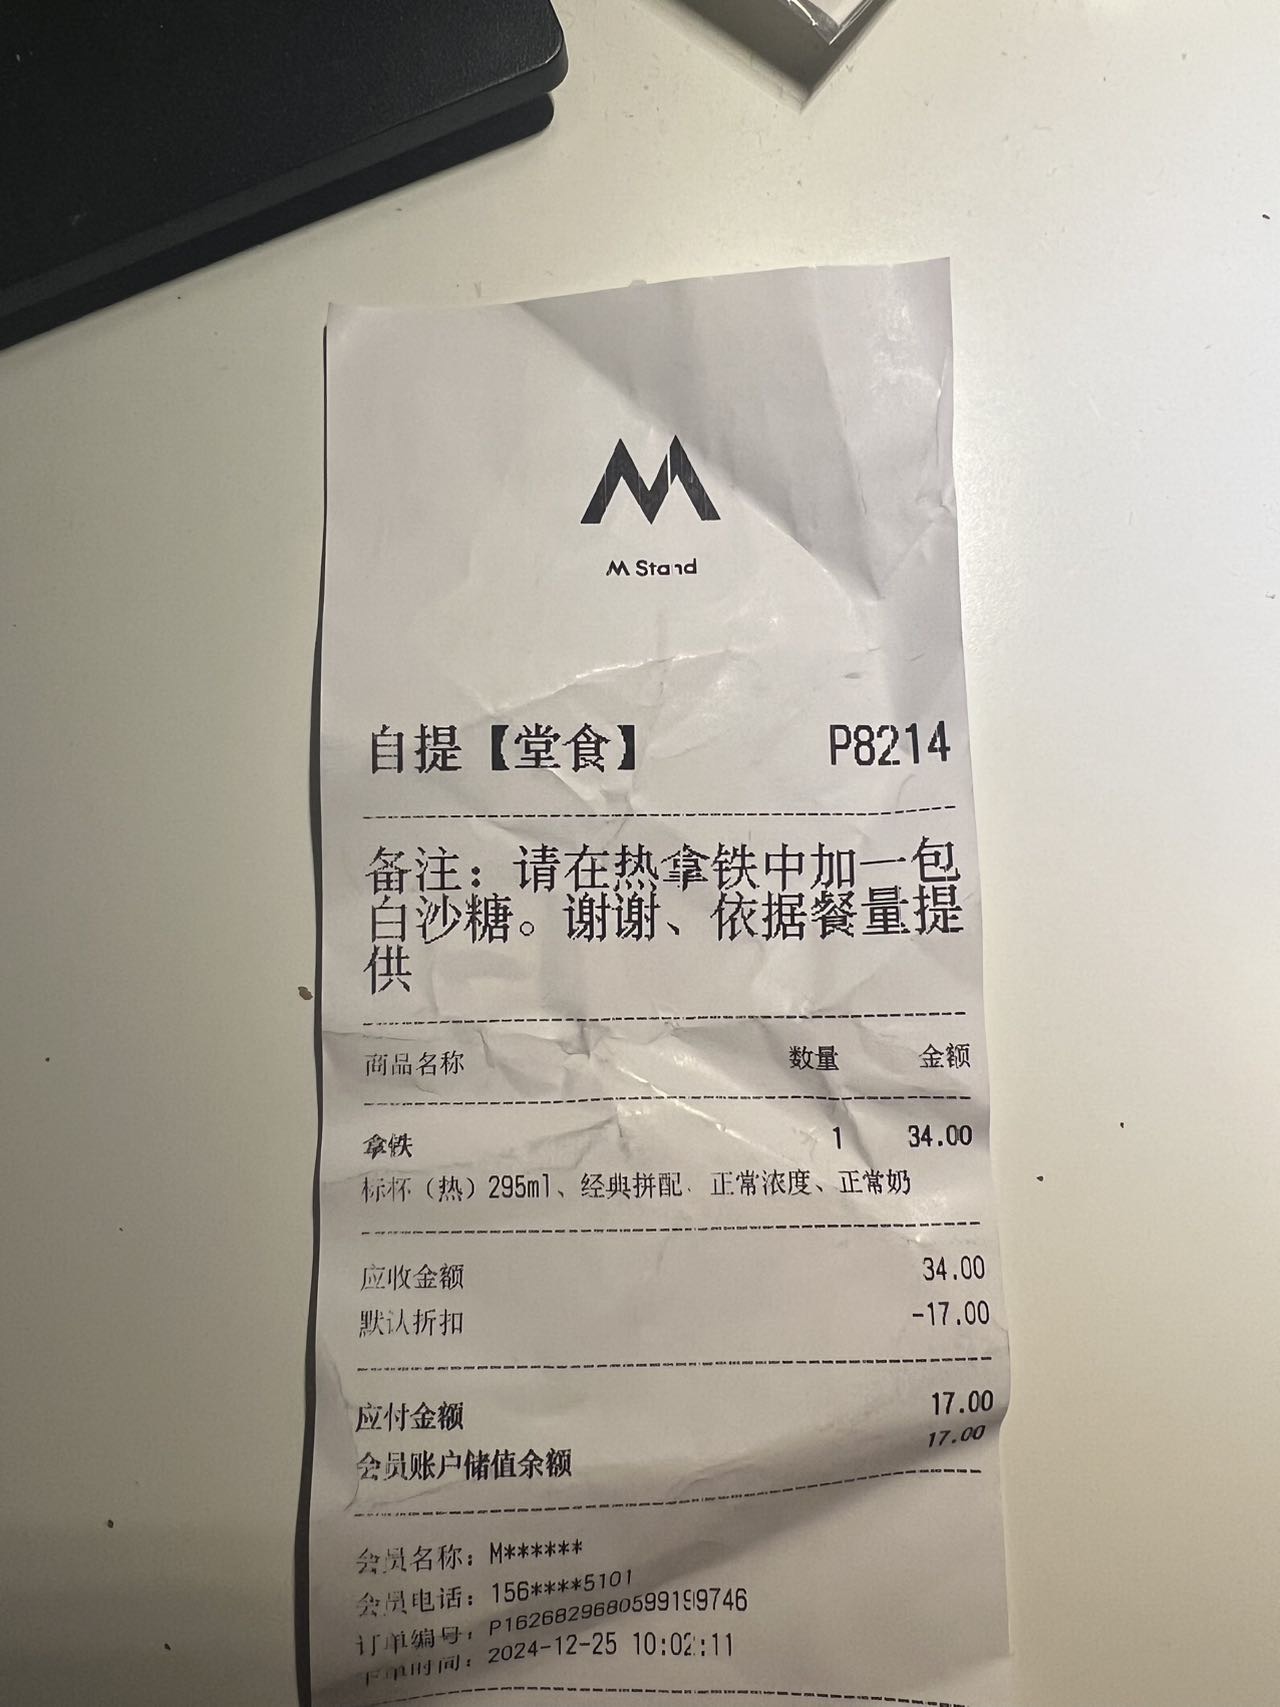 M Stand
自提【堂食】 P8214
备注：请在热拿铁中加一包
白沙糖。谢谢、依据餐量提
供
商品名称 数量 金额
拿铁 1 34.00
标杯（热）295ml、经典拼配、正常浓度、正常奶
应收金额 34.00
默认折扣 -17.00
应付金额 17.00
会员账户储值余额 17.00
会员名称：M******
会员电话：156****5101
订单编号：P1626829680599199746
下单时间：2024-12-25 10:02:11